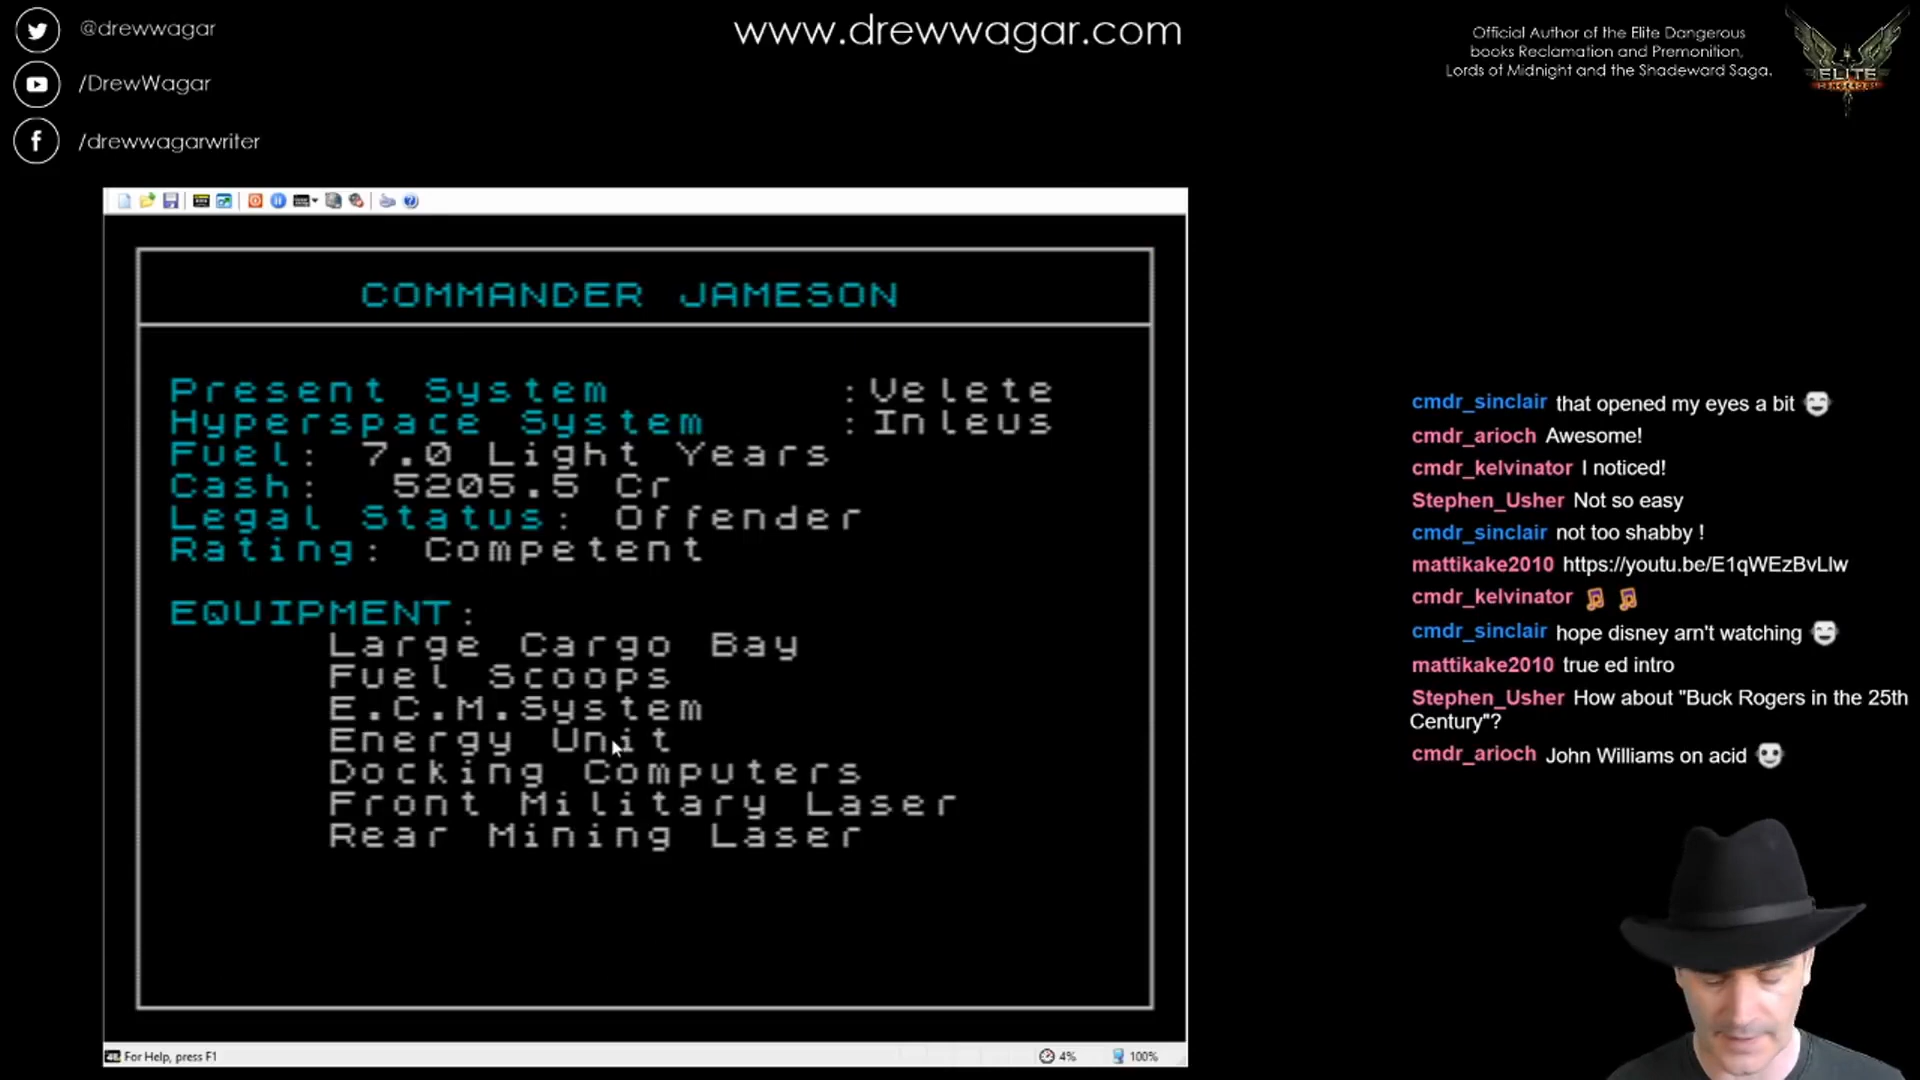 @drewwagar
/DrewWagar
/drewwagarwriter
www.drewwagar.com
Official Author of the Elite Dangerous
books Reclamation and Premonition,
Lords of Midnight and the Shadeward Saga.
ELITE
DANGEROUS
COMMANDER JAMESON
Present System :Velete
Hyperspace System :Inleus
Fuel: 7.0 Light Years
Cash: 5205.5 Cr
Legal Status: Offender
Rating: Competent
EQUIPMENT:
Large Cargo Bay
Fuel Scoops
E.C.M.System
Energy Unit
Docking Computers
Front Military Laser
Rear Mining Laser
For Help, press F1
4%
100%
cmdr_sinclair that opened my eyes a bit
cmdr_arioch Awesome!
cmdr_kelvinator I noticed!
Stephen_Usher Not so easy
cmdr_sinclair not too shabby !
mattikake2010 https://youtu.be/E1qWEzBvLlw
cmdr_kelvinator
cmdr_sinclair hope disney arn't watching
mattikake2010 true ed intro
Stephen_Usher How about "Buck Rogers in the 25th
Century"?
cmdr_arioch John Williams on acid